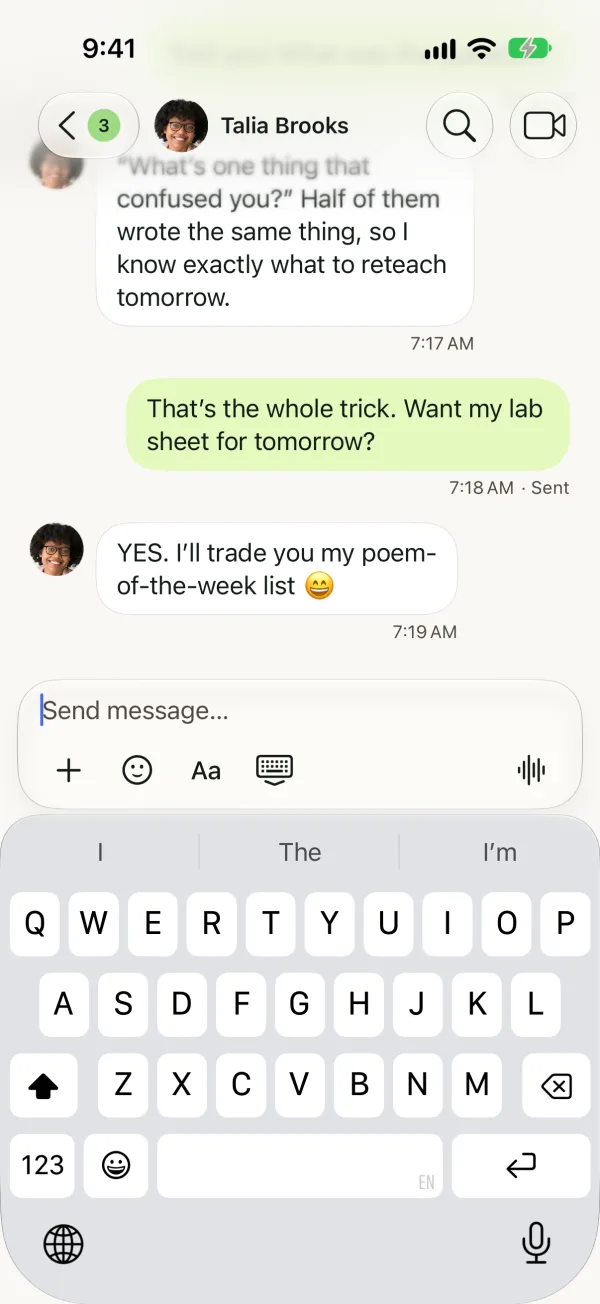 9:41
3
Talia Brooks
“What’s one thing that
confused you?” Half of them
wrote the same thing, so I
know exactly what to reteach
tomorrow.
7:17 AM
That’s the whole trick. Want my lab
sheet for tomorrow?
7:18 AM · Sent
YES. I’ll trade you my poem-
of-the-week list 😄
7:19 AM
Send message...
Aa
I The I’m
Q W E R T Y U I O P
A S D F G H J K L
Z X C V B N M
123
EN